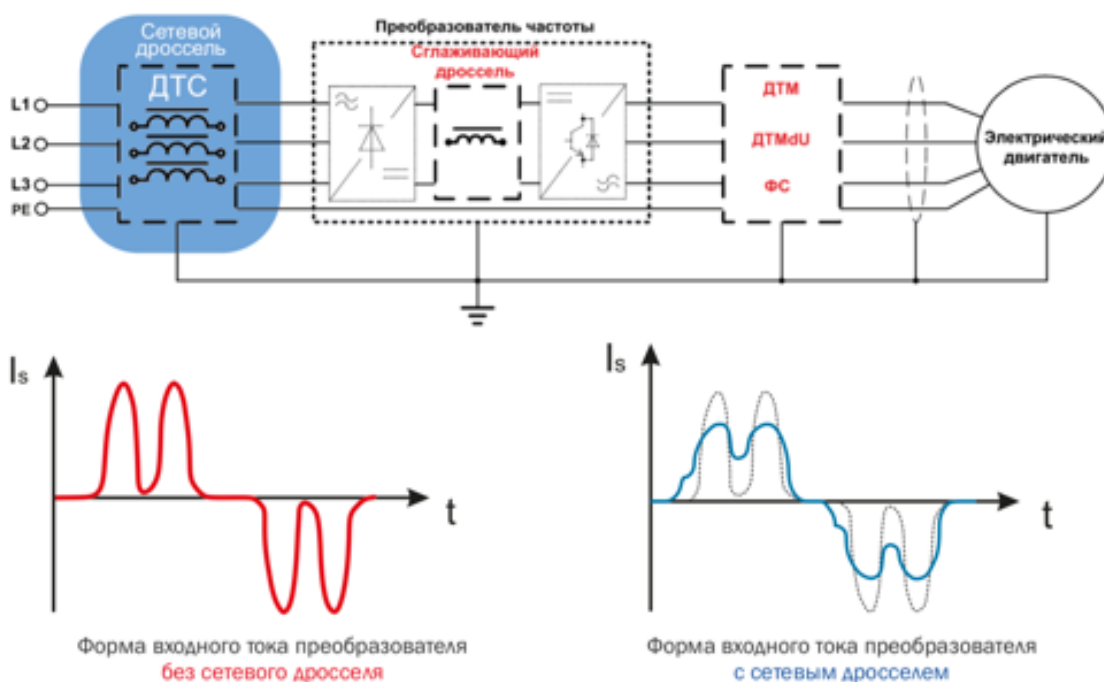 Сетевой
дроссель
ДТС
Преобразователь частоты
Сглаживающий
дроссель
L1
L2
L3
PE
ДТМ
ДТМdU
ФС
Электрический
двигатель
Is
t
Форма входного тока преобразователя
без сетевого дросселя
Is
t
Форма входного тока преобразователя
с сетевым дросселем